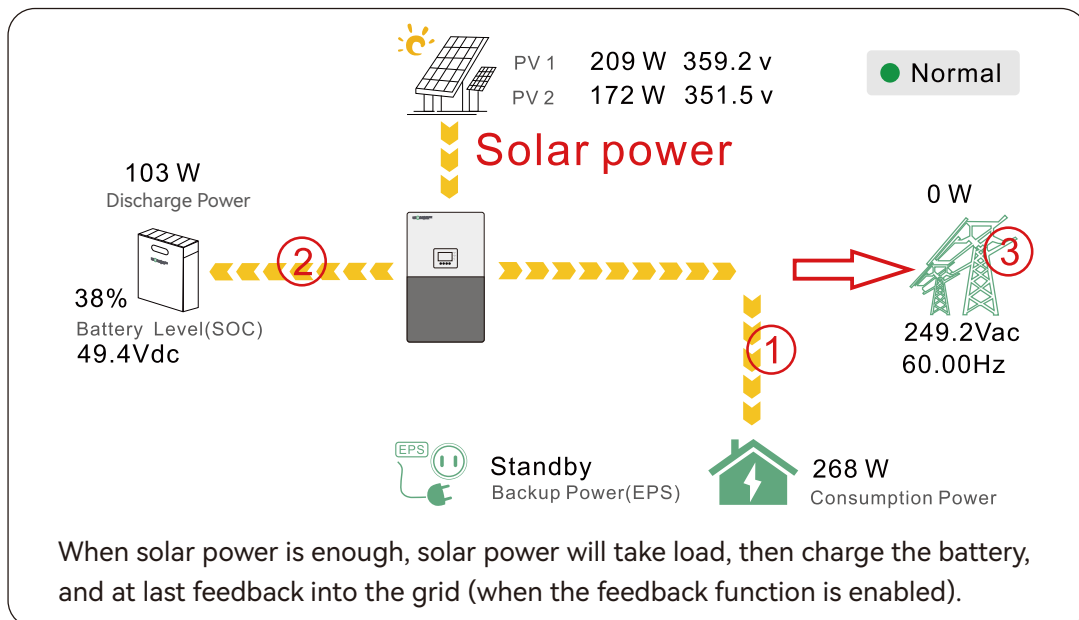 PV 1 209 W 359.2 v
PV 2 172 W 351.5 v
Normal
Solar power
103 W
Discharge Power
0 W
2
3
38%
Battery Level(SOC)
49.4Vdc
249.2Vac
60.00Hz
1
EPS
Standby
Backup Power(EPS)
268 W
Consumption Power
When solar power is enough, solar power will take load, then charge the battery,
and at last feedback into the grid (when the feedback function is enabled).